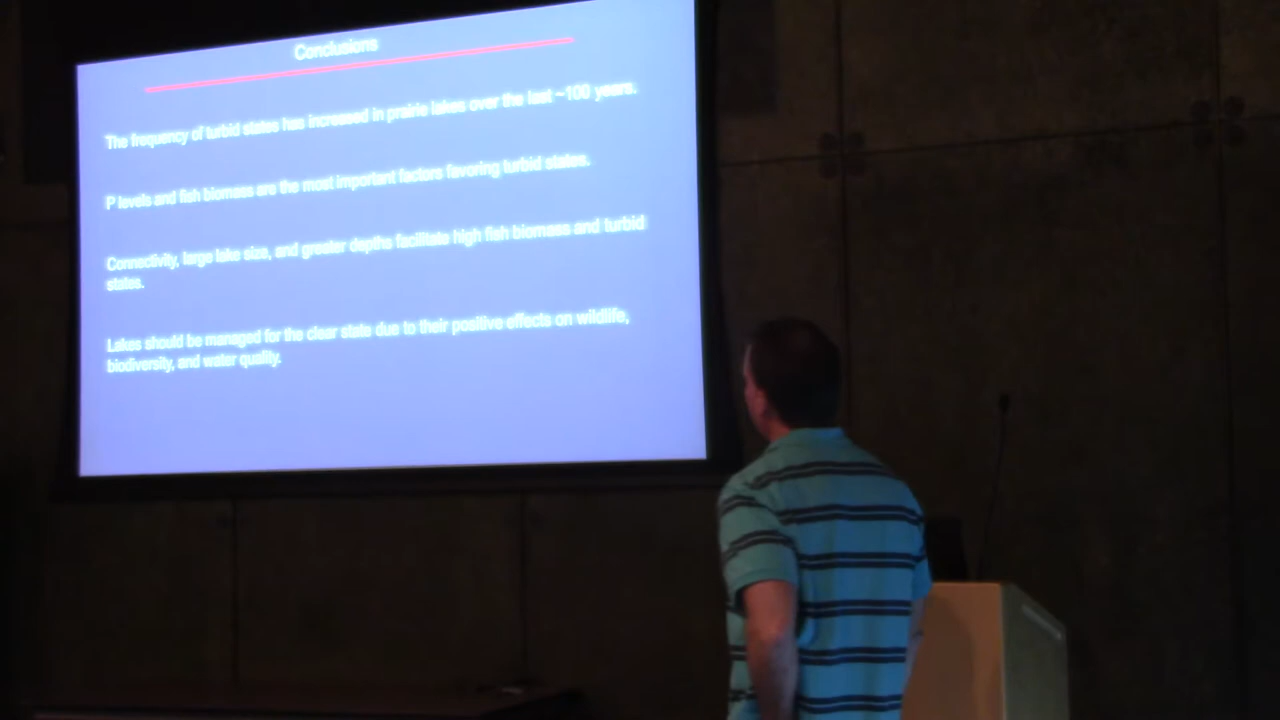 Conclusions
The frequency of turbid states has increased in prairie lakes over the last ~100 years.
P levels and fish biomass are the most important factors favoring turbid states.
Connectivity, large lake size, and greater depths facilitate high fish biomass and turbid
states.
Lakes should be managed for the clear state due to their positive effects on wildlife,
biodiversity, and water quality.